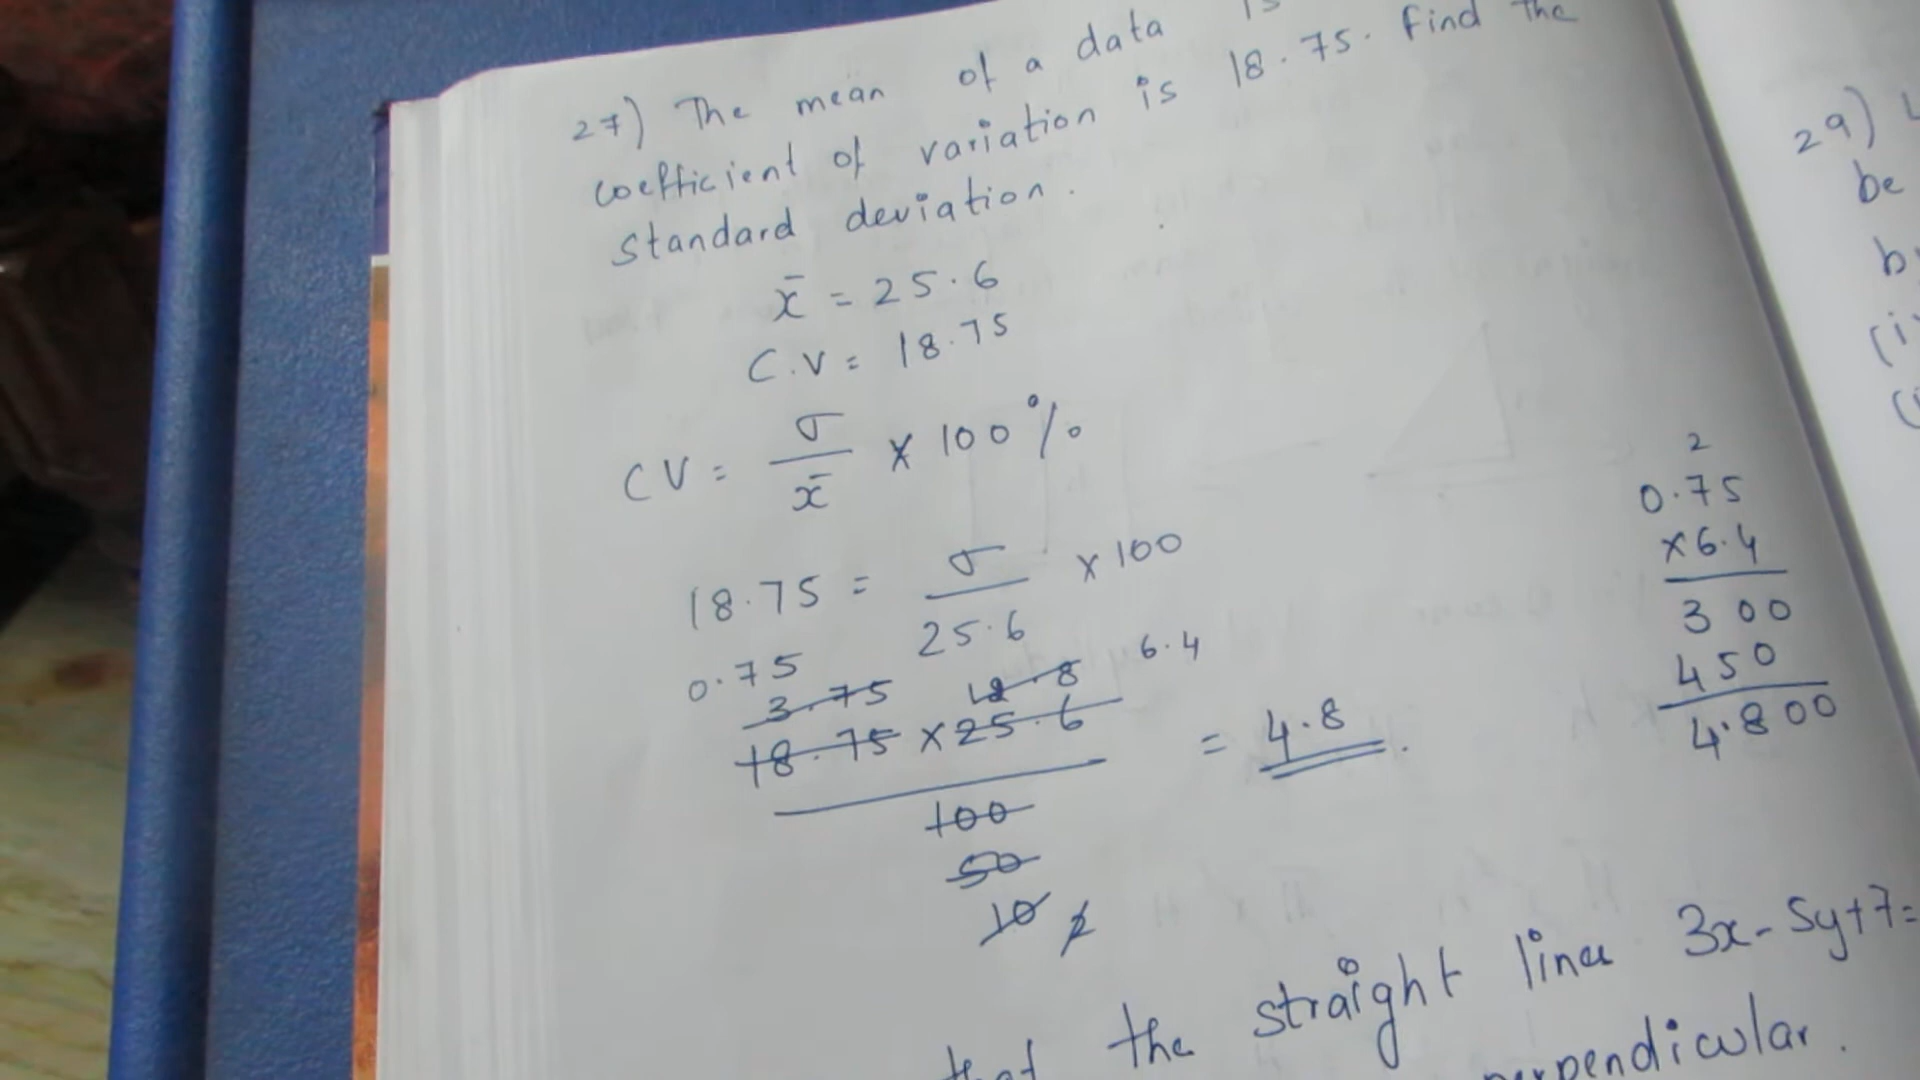 27) The mean of a data is
coefficient of variation is 18.75. Find the
standard deviation.
x̄ = 25.6
C.V = 18.75
CV = σ/x̄ × 100%
18.75 = σ/25.6 × 100
0.75
3.75 12.8 6.4
18.75 × 25.6
100
= 4.8.
50
10 2
2
0.75
×6.4
300
450
4.800
that the straight line 3x-5y+7=
perpendicular.
29)
be
(i)